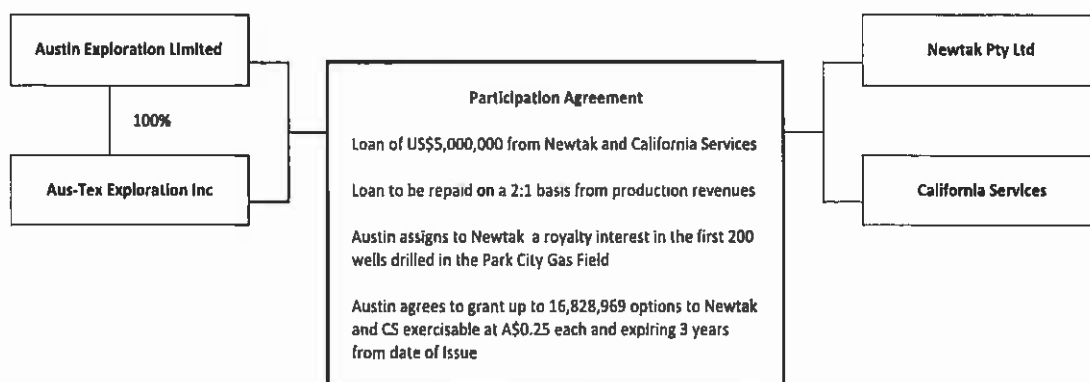 Austin Exploration Limited
100%
Aus-Tex Exploration Inc
Participation Agreement
Loan of US$5,000,000 from Newtak and California Services
Loan to be repaid on a 2:1 basis from production revenues
Austin assigns to Newtak a royalty interest in the first 200
wells drilled in the Park City Gas Field
Austin agrees to grant up to 16,828,969 options to Newtak
and CS exercisable at A$0.25 each and expiring 3 years
from date of issue
Newtak Pty Ltd
California Services